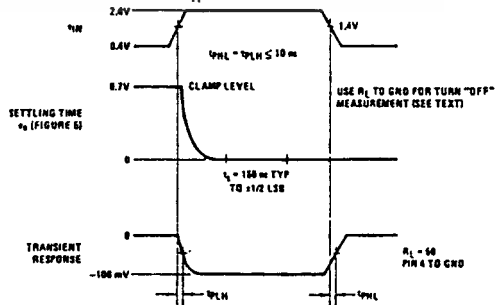 2.4V
eIN
1.4V
0.4V
tPHL = tPLH ≤ 10 ns
0.7V
CLAMP LEVEL
USE RL TO GND FOR TURN "OFF"
MEASUREMENT (SEE TEXT)
SETTLING TIME
e0 (FIGURE 5)
0
tS = 150 ns TYP
TO ±1/2 LSB
0
TRANSIENT
RESPONSE
RL = 50
PIN 4 TO GND
-100 mV
tPLH
tPHL